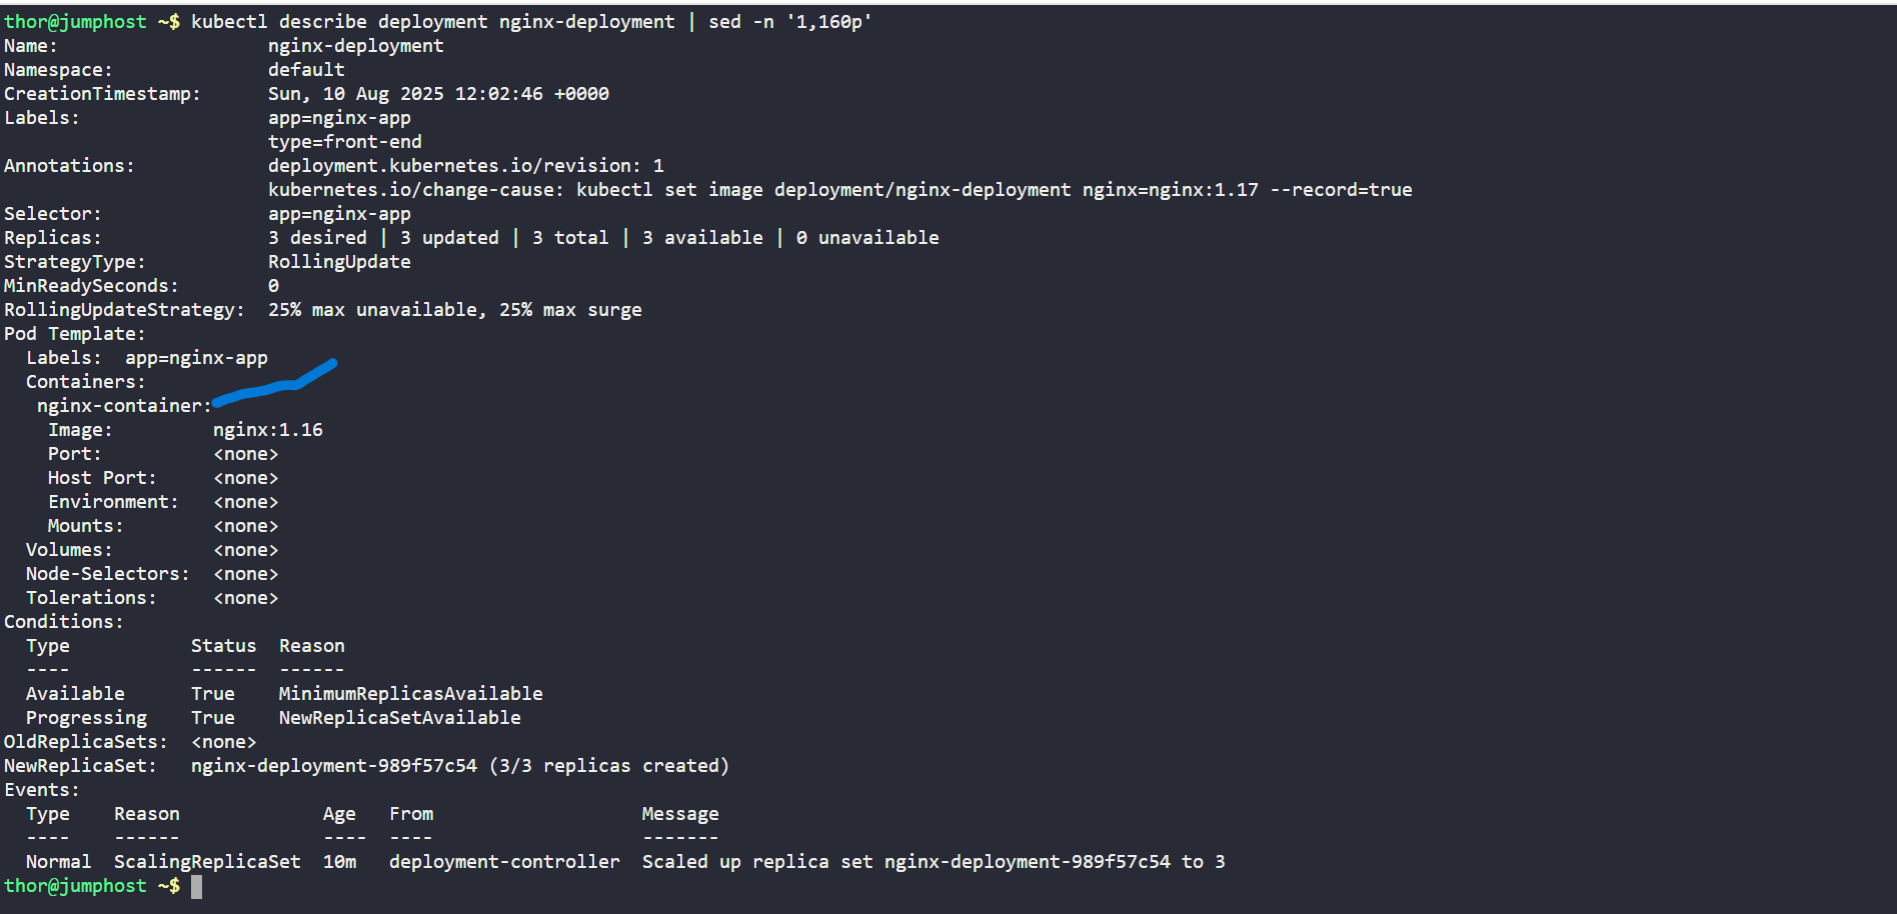 thor@jumphost ~$ kubectl describe deployment nginx-deployment | sed -n '1,160p'
Name:                   nginx-deployment
Namespace:              default
CreationTimestamp:      Sun, 10 Aug 2025 12:02:46 +0000
Labels:                 app=nginx-app
                        type=front-end
Annotations:            deployment.kubernetes.io/revision: 1
                        kubernetes.io/change-cause: kubectl set image deployment/nginx-deployment nginx=nginx:1.17 --record=true
Selector:               app=nginx-app
Replicas:               3 desired | 3 updated | 3 total | 3 available | 0 unavailable
StrategyType:           RollingUpdate
MinReadySeconds:        0
RollingUpdateStrategy:  25% max unavailable, 25% max surge
Pod Template:
  Labels:  app=nginx-app
  Containers:
   nginx-container:
    Image:         nginx:1.16
    Port:          <none>
    Host Port:     <none>
    Environment:   <none>
    Mounts:        <none>
  Volumes:         <none>
  Node-Selectors:  <none>
  Tolerations:     <none>
Conditions:
  Type           Status  Reason
  ----           ------  ------
  Available      True    MinimumReplicasAvailable
  Progressing    True    NewReplicaSetAvailable
OldReplicaSets:  <none>
NewReplicaSet:   nginx-deployment-989f57c54 (3/3 replicas created)
Events:
  Type    Reason             Age   From                   Message
  ----    ------             ----  ----                   -------
  Normal  ScalingReplicaSet  10m   deployment-controller  Scaled up replica set nginx-deployment-989f57c54 to 3
thor@jumphost ~$